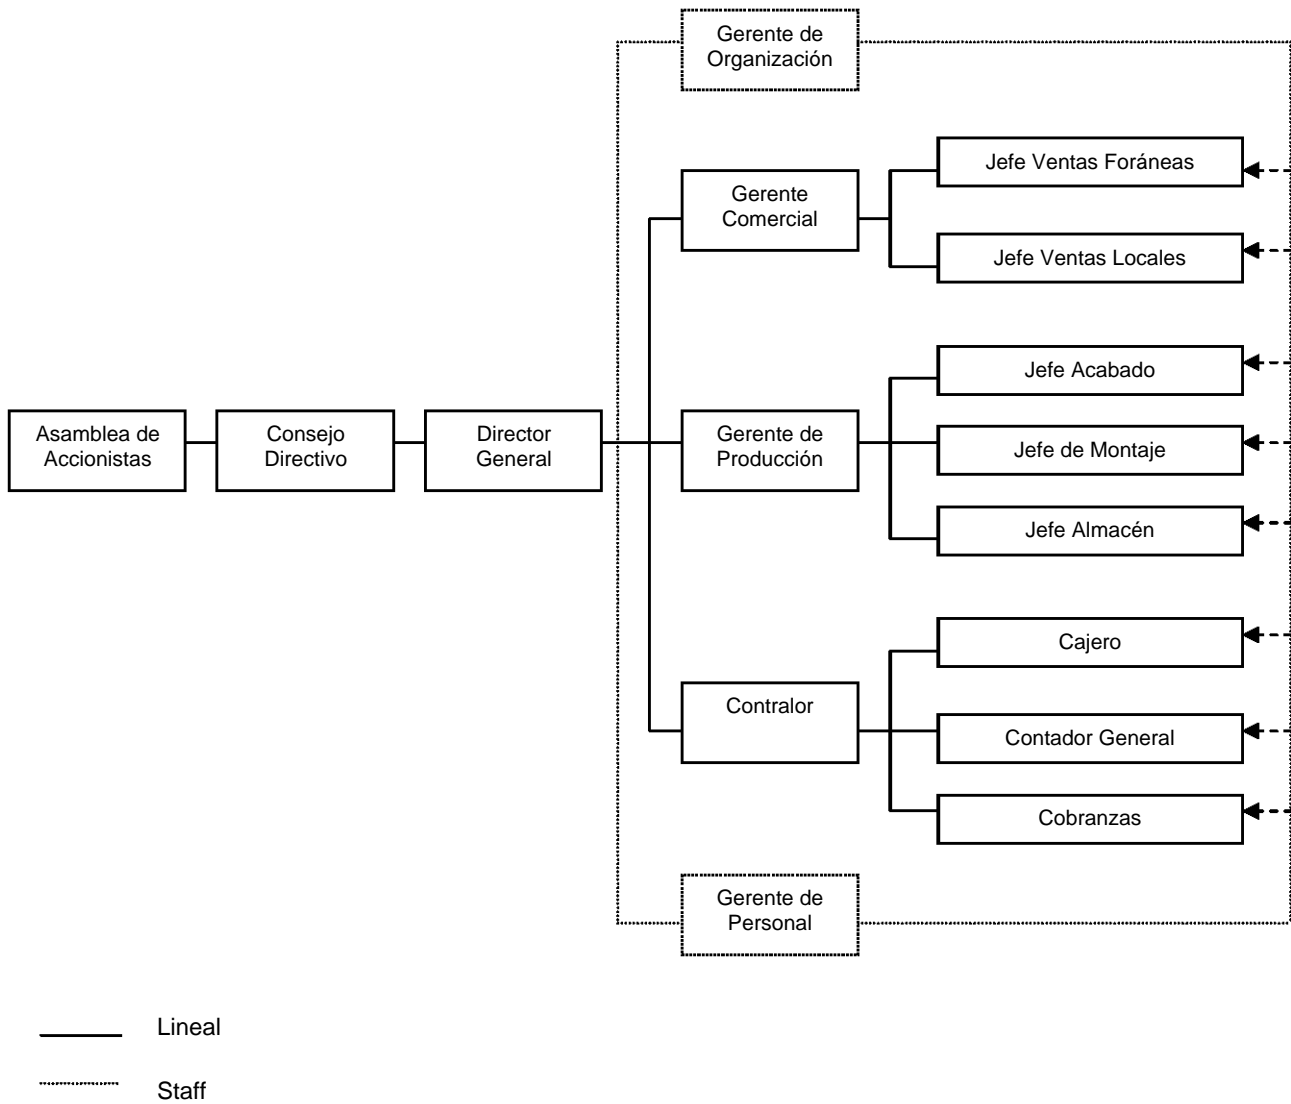 Gerente de
Organización
Gerente
Comercial
Jefe Ventas Foráneas
Jefe Ventas Locales
Asamblea de
Accionistas
Consejo
Directivo
Director
General
Gerente de
Producción
Jefe Acabado
Jefe de Montaje
Jefe Almacén
Contralor
Cajero
Contador General
Cobranzas
Gerente de
Personal
Lineal
Staff